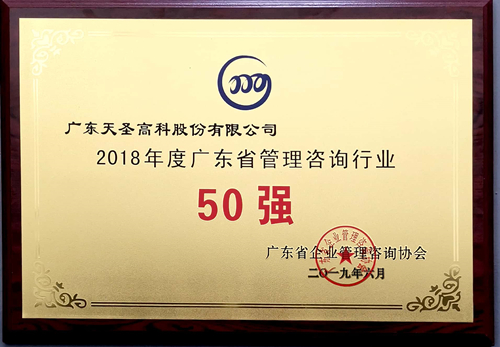 广东天圣高科股份有限公司
2018年度广东省管理咨询行业
50 强
广东省企业管理咨询协会
二〇一九年六月